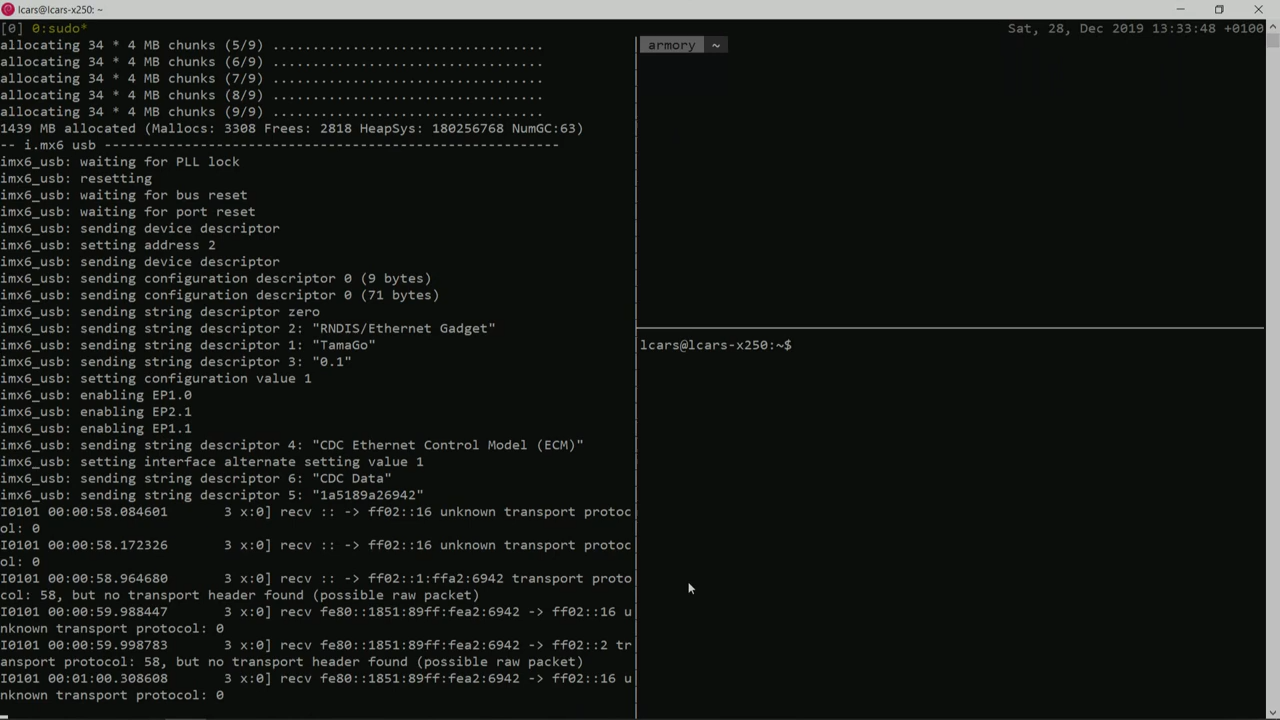 lcars@lcars-x250: ~
[0] 0:sudo*
Sat, 28, Dec 2019 13:33:48 +0100
allocating 34 * 4 MB chunks (5/9) ..................................
allocating 34 * 4 MB chunks (6/9) ..................................
allocating 34 * 4 MB chunks (7/9) ..................................
allocating 34 * 4 MB chunks (8/9) ..................................
allocating 34 * 4 MB chunks (9/9) ..................................
1439 MB allocated (Mallocs: 3308 Frees: 2818 HeapSys: 180256768 NumGC:63)
-- i.mx6 usb ---------------------------------------------------------
imx6_usb: waiting for PLL lock
imx6_usb: resetting
imx6_usb: waiting for bus reset
imx6_usb: waiting for port reset
imx6_usb: sending device descriptor
imx6_usb: setting address 2
imx6_usb: sending device descriptor
imx6_usb: sending configuration descriptor 0 (9 bytes)
imx6_usb: sending configuration descriptor 0 (71 bytes)
imx6_usb: sending string descriptor zero
imx6_usb: sending string descriptor 2: "RNDIS/Ethernet Gadget"
imx6_usb: sending string descriptor 1: "TamaGo"
imx6_usb: sending string descriptor 3: "0.1"
imx6_usb: setting configuration value 1
imx6_usb: enabling EP1.0
imx6_usb: enabling EP2.1
imx6_usb: enabling EP1.1
imx6_usb: sending string descriptor 4: "CDC Ethernet Control Model (ECM)"
imx6_usb: setting interface alternate setting value 1
imx6_usb: sending string descriptor 6: "CDC Data"
imx6_usb: sending string descriptor 5: "1a5189a26942"
I0101 00:00:58.084601       3 x:0] recv :: -> ff02::16 unknown transport protoc
ol: 0
I0101 00:00:58.172326       3 x:0] recv :: -> ff02::16 unknown transport protoc
ol: 0
I0101 00:00:58.964680       3 x:0] recv :: -> ff02::1:ffa2:6942 transport proto
col: 58, but no transport header found (possible raw packet)
I0101 00:00:59.988447       3 x:0] recv fe80::1851:89ff:fea2:6942 -> ff02::16 u
nknown transport protocol: 0
I0101 00:00:59.998783       3 x:0] recv fe80::1851:89ff:fea2:6942 -> ff02::2 tr
ansport protocol: 58, but no transport header found (possible raw packet)
I0101 00:01:00.308608       3 x:0] recv fe80::1851:89ff:fea2:6942 -> ff02::16 u
nknown transport protocol: 0
armory ~
lcars@lcars-x250:~$